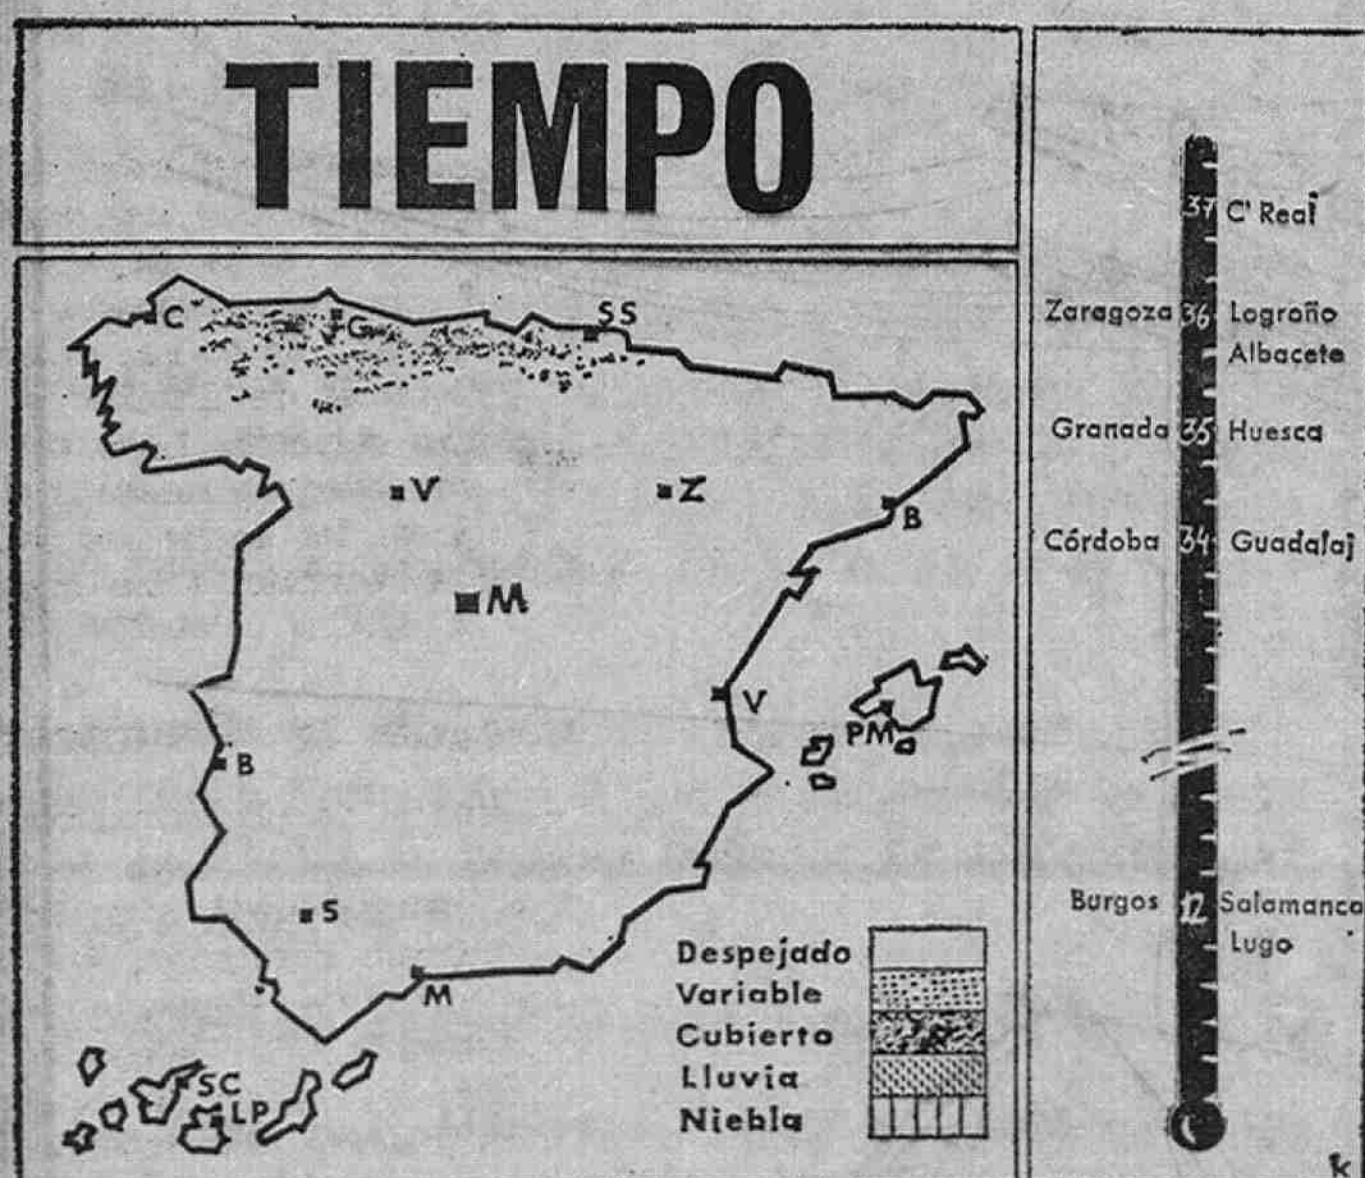 TIEMPO
C
G
SS
V
Z
B
M
V
PM
B
S
M
SC
LP
Despejado
Variable
Cubierto
Lluvia
Niebla
37 C' Real
Zaragoza 36 Logroño
Albacete
Granada 35 Huesca
Córdoba 34 Guadalaj
Burgos 12 Salamanca
Lugo